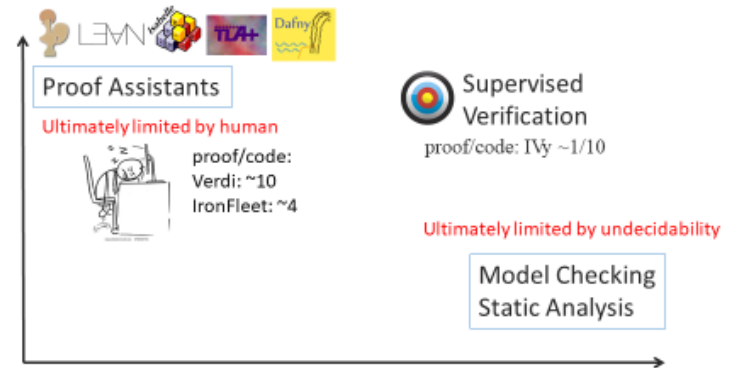 LEAN
Isabelle
TLA+
Dafny
Proof Assistants
Ultimately limited by human
proof/code:
Verdi: ~10
IronFleet: ~4
Supervised
Verification
proof/code: IVy ~1/10
Ultimately limited by undecidability
Model Checking
Static Analysis